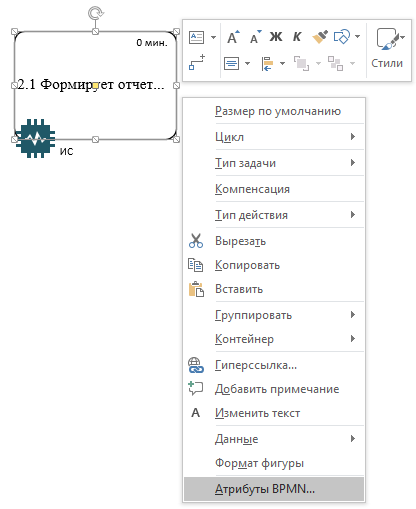 0 мин.
2.1 Формирует отчет...
ис
Ж К
Стили
Размер по умолчанию
Цикл
Тип задачи
Компенсация
Тип действия
Вырезать
Копировать
Вставить
Группировать
Контейнер
Гиперссылка...
Добавить примечание
Изменить текст
Данные
Формат фигуры
Атрибуты BPMN...